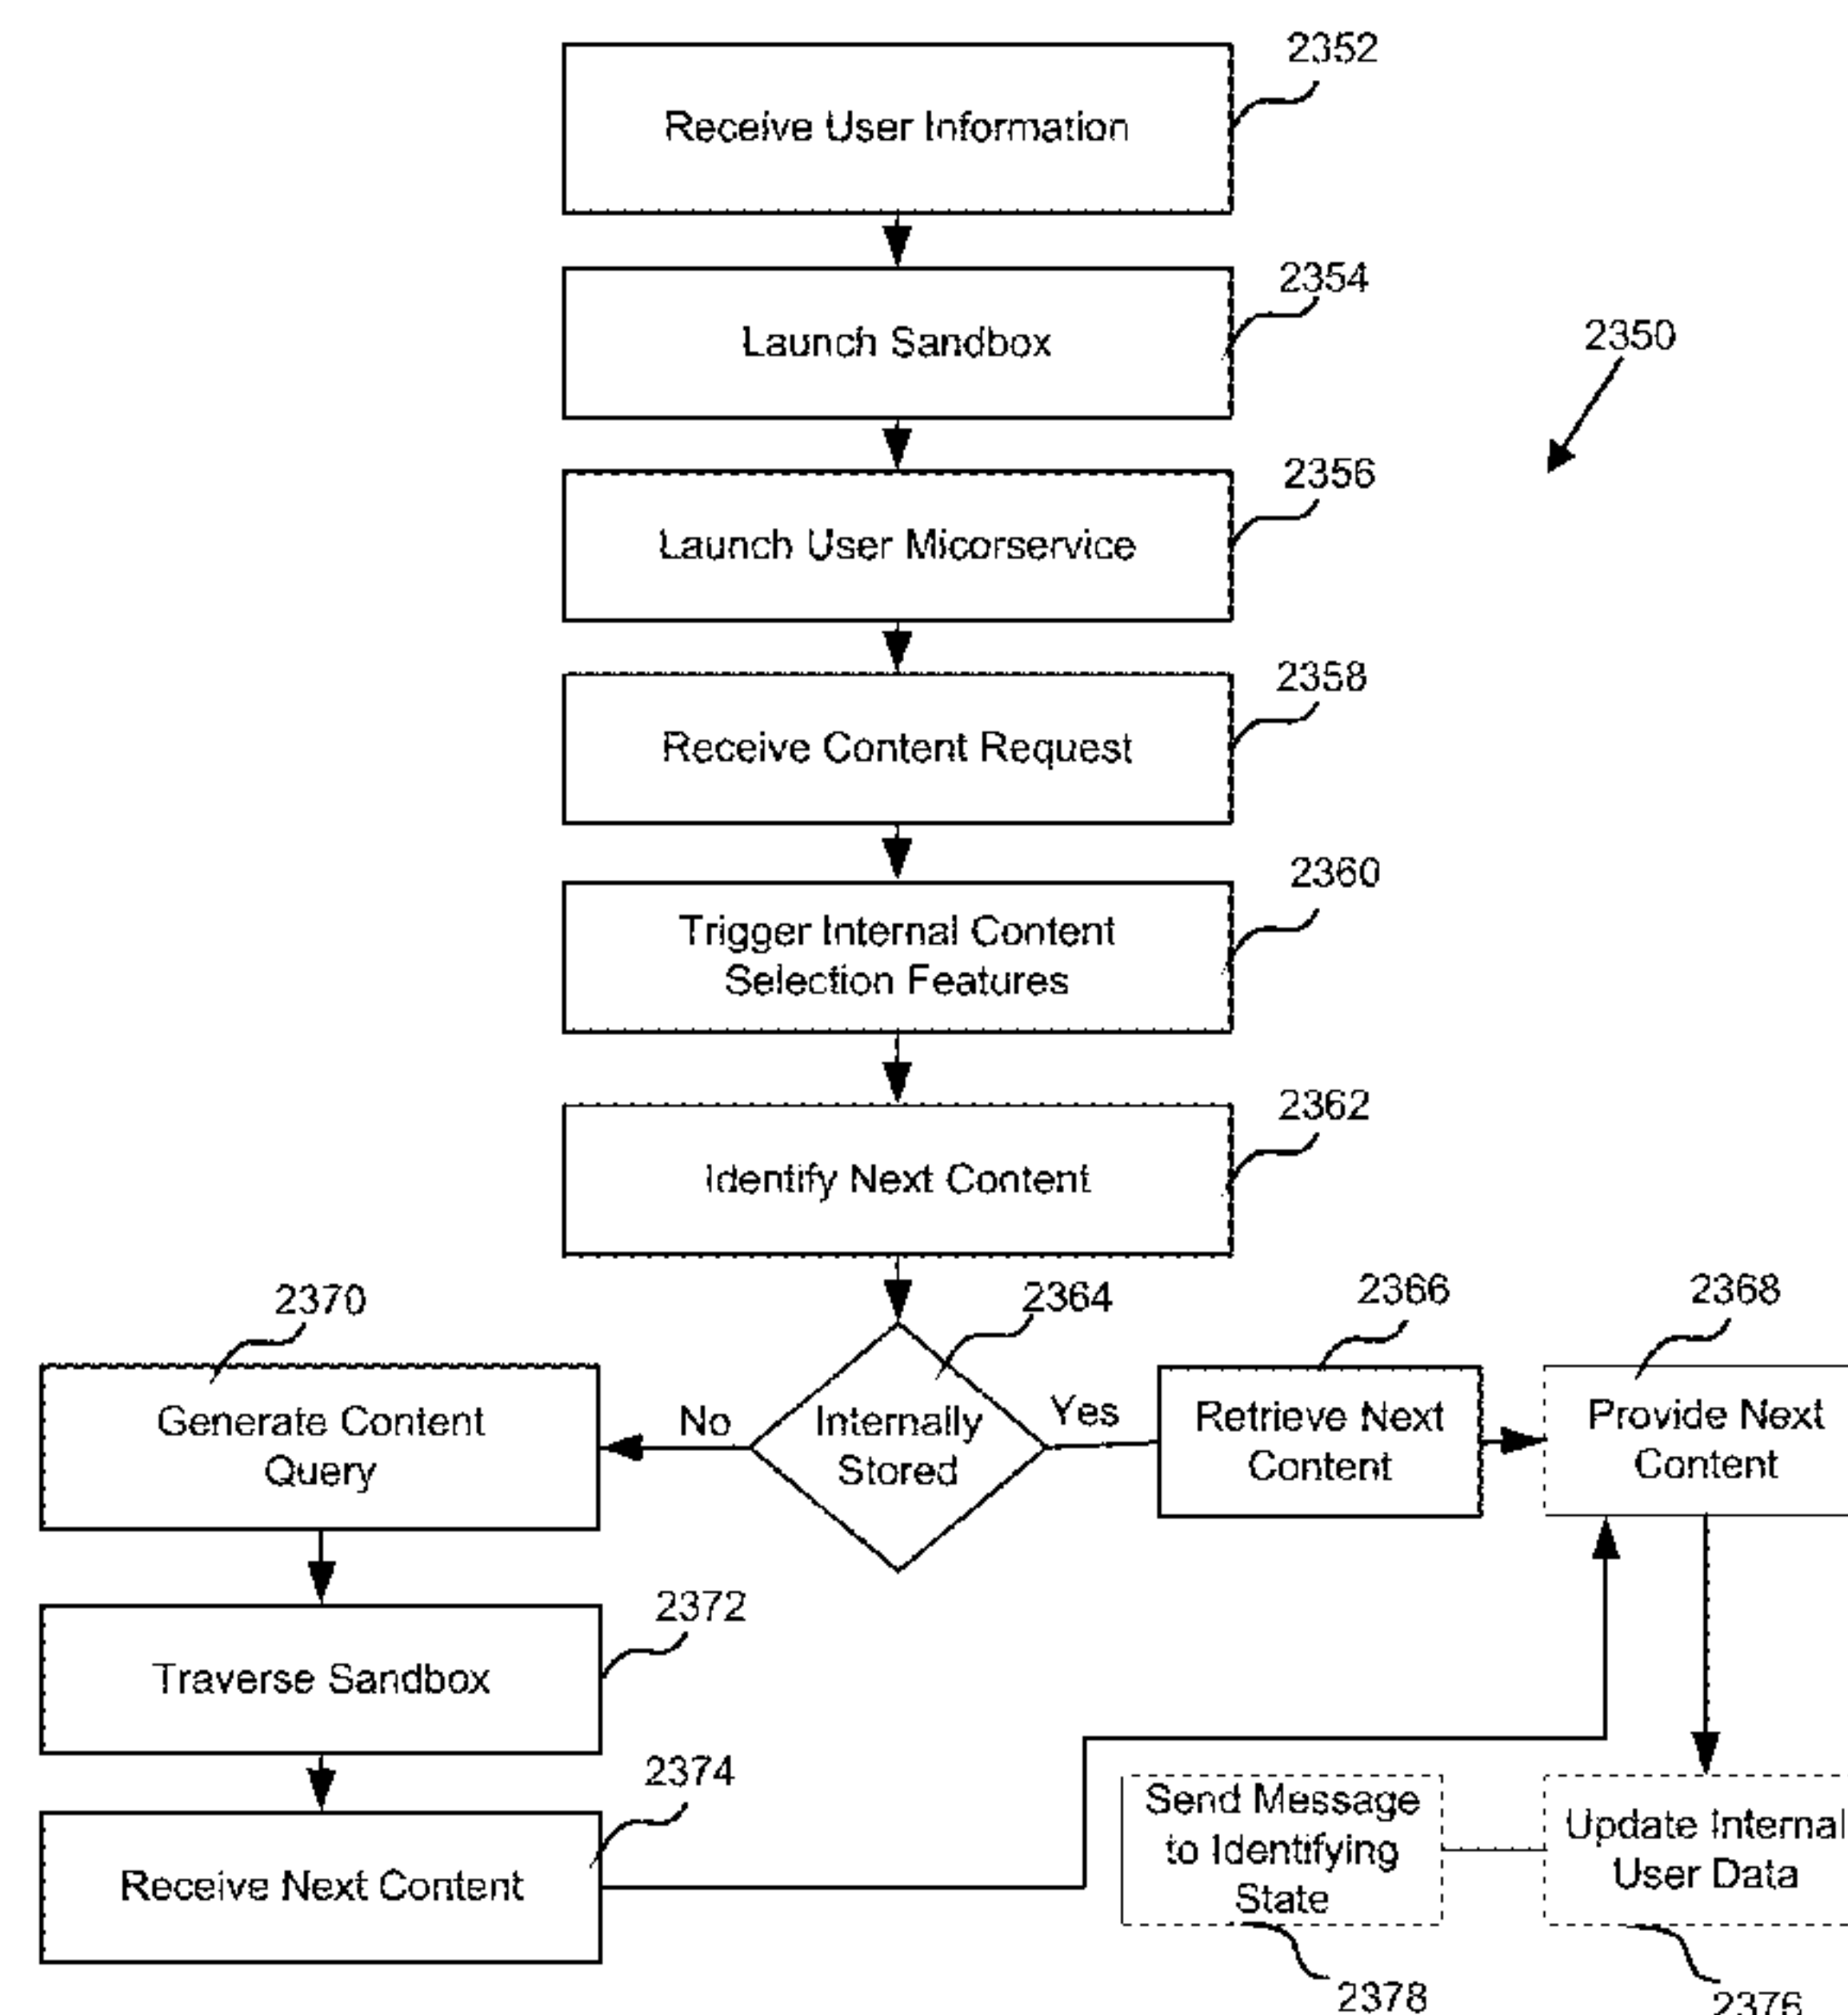 2352
Receive User Information
2354
Launch Sandbox
2350
2356
Launch User Micorservice
2358
Receive Content Request
2360
Trigger Internal Content
Selection Features
2362
Identify Next Content
2370
2364
2366
2368
Generate Content
Query
No
Internally
Stored
Yes
Retrieve Next
Content
Provide Next
Content
2372
Traverse Sandbox
2374
Receive Next Content
Send Message
to Identifying
State
Update Internal
User Data
2378
2376